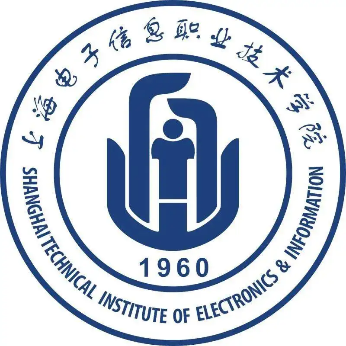 上海电子信息职业技术学院
1960
SHANGHAI TECHNICAL INSTITUTE OF ELECTRONICS & INFORMATION